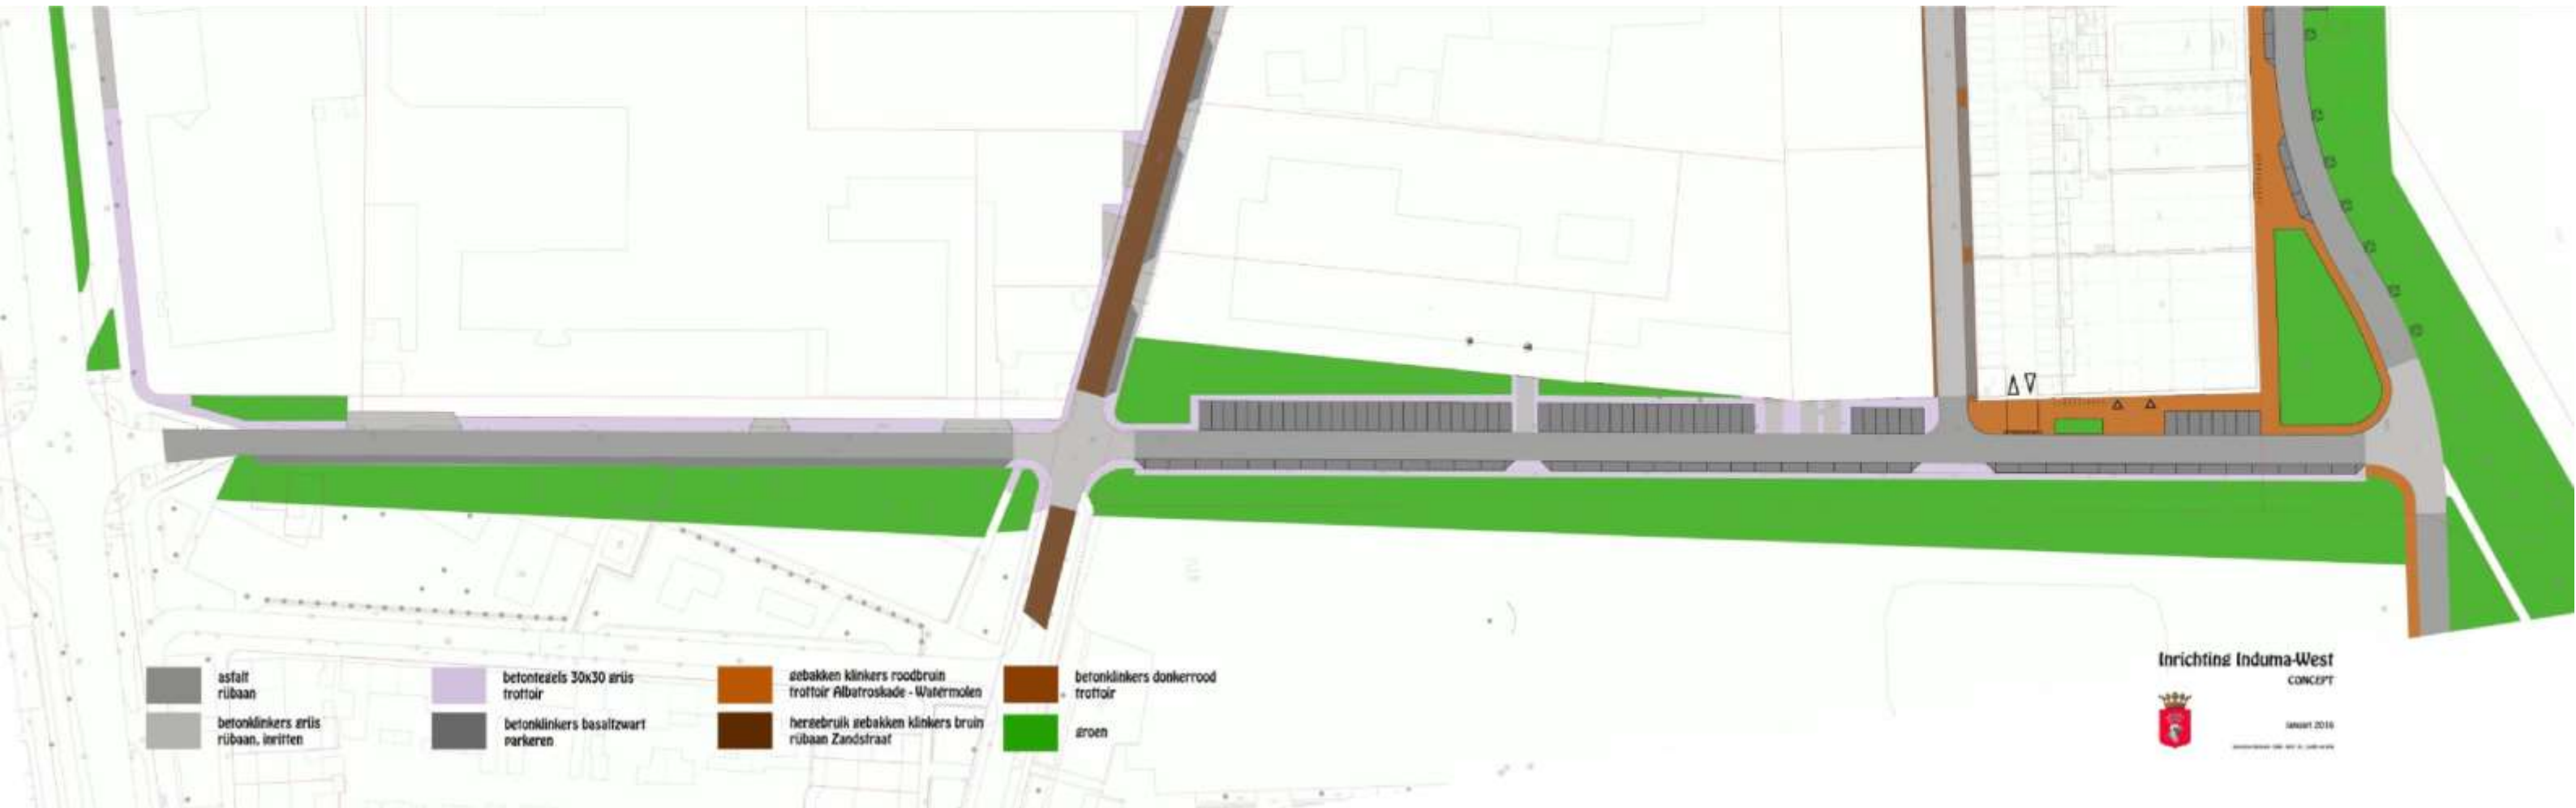 asfalt
rijbaan
betonklinkers grijs
rijbaan, inritten
betontegels 30x30 grijs
trottoir
betonklinkers basaltzwart
parkeren
gebakken klinkers roodbruin
trottoir Albatroskade - Watermolen
hergebruik gebakken klinkers bruin
rijbaan Zandstraat
betonklinkers donkerrood
trottoir
groen
Inrichting Induma-West
CONCEPT
januari 2016